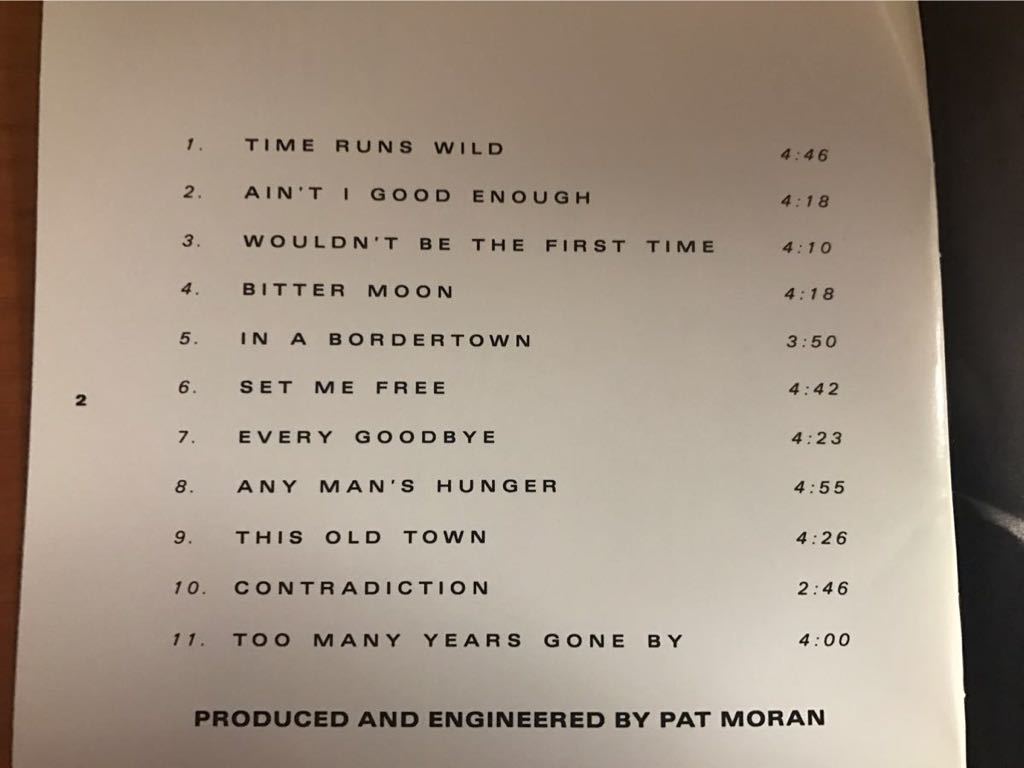 1. TIME RUNS WILD 4:46
2. AIN'T I GOOD ENOUGH 4:18
3. WOULDN'T BE THE FIRST TIME 4:10
4. BITTER MOON 4:18
5. IN A BORDERTOWN 3:50
6. SET ME FREE 4:42
2
7. EVERY GOODBYE 4:23
8. ANY MAN'S HUNGER 4:55
9. THIS OLD TOWN 4:26
10. CONTRADICTION 2:46
11. TOO MANY YEARS GONE BY 4:00
PRODUCED AND ENGINEERED BY PAT MORAN